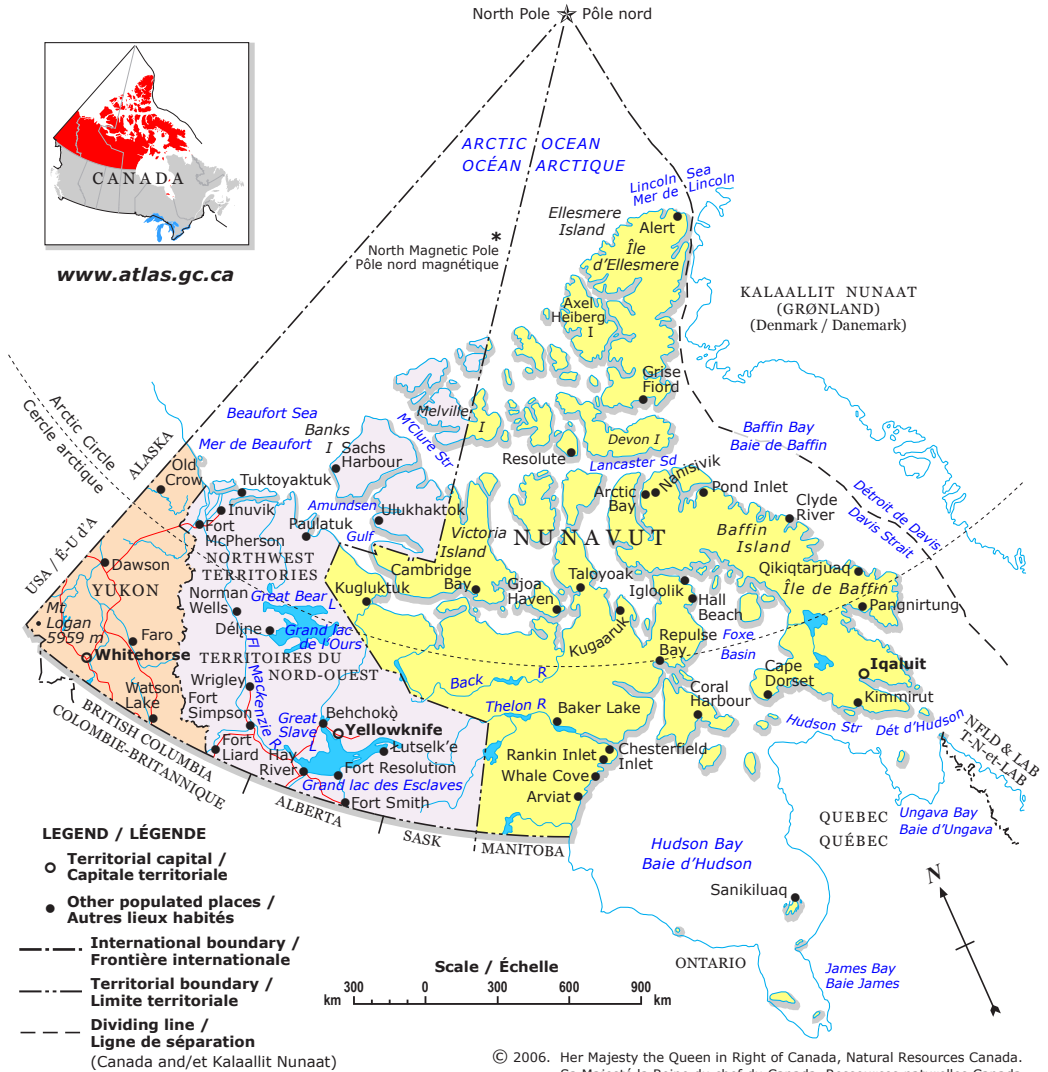 North Pole
Pôle nord
CANADA
www.atlas.gc.ca
ARCTIC OCEAN
OCÉAN ARCTIQUE
Lincoln Sea
Mer de Lincoln
Ellesmere
Island
Alert
Île
d'Ellesmere
*
North Magnetic Pole
Pôle nord magnétique
Axel
Heiberg
I
KALAALLIT NUNAAT
(GRØNLAND)
(Denmark / Danemark)
Grise
Fiord
Arctic Circle
Cercle arctique
Beaufort Sea
Mer de Beaufort
Melville
I
M'Clure Str
Banks
I
Sachs
Harbour
Devon I
Resolute
Lancaster Sd
Baffin Bay
Baie de Baffin
ALASKA
USA / É-U d'A
Old
Crow
Tuktoyaktuk
Inuvik
Fort
McPherson
Amundsen
Gulf
Paulatuk
Ulukhaktok
Arctic
Bay
Nanisivik
Pond Inlet
Clyde
River
Détroit de Davis
Davis Strait
NUNAVUT
Victoria
Island
Baffin
Island
Île de Baffin
Qikiqtarjuaq
Pangnirtung
Dawson
YUKON
NORTHWEST
TERRITORIES
Norman
Wells
Great Bear
L
Grand lac
de l'Ours
Déline
Kugluktuk
Cambridge
Bay
Gjoa
Haven
Taloyoak
Kugaaruk
Igloolik
Hall
Beach
Repulse
Bay
Foxe
Basin
Mt
Logan
5959 m
Faro
Whitehorse
Watson
Lake
TERRITOIRES DU
NORD-OUEST
Wrigley
Fl Mackenzie R
Fort
Simpson
Fort
Liard
Hay
River
Great
Slave
L
Behchokǫ̀
Yellowknife
Lutselk'e
Fort Resolution
Grand lac des Esclaves
Fort Smith
Back R
Thelon R
Baker Lake
Coral
Harbour
Cape
Dorset
Iqaluit
Kimmirut
Hudson Str
Dét d'Hudson
Chesterfield
Inlet
Rankin Inlet
Whale Cove
Arviat
NFLD & LAB
T-N-et-LAB
BRITISH COLUMBIA
COLOMBIE-BRITANNIQUE
ALBERTA
SASK
MANITOBA
QUEBEC
QUÉBEC
Ungava Bay
Baie d'Ungava
Hudson Bay
Baie d'Hudson
Sanikiluaq
ONTARIO
James Bay
Baie James
N
LEGEND / LÉGENDE
Territorial capital /
Capitale territoriale
Other populated places /
Autres lieux habités
International boundary /
Frontière internationale
Territorial boundary /
Limite territoriale
Dividing line /
Ligne de séparation
(Canada and/et Kalaallit Nunaat)
Scale / Échelle
km 300 0 300 600 900 km
© 2006. Her Majesty the Queen in Right of Canada, Natural Resources Canada.
Sa Majesté la Reine du chef du Canada, Ressources naturelles Canada.